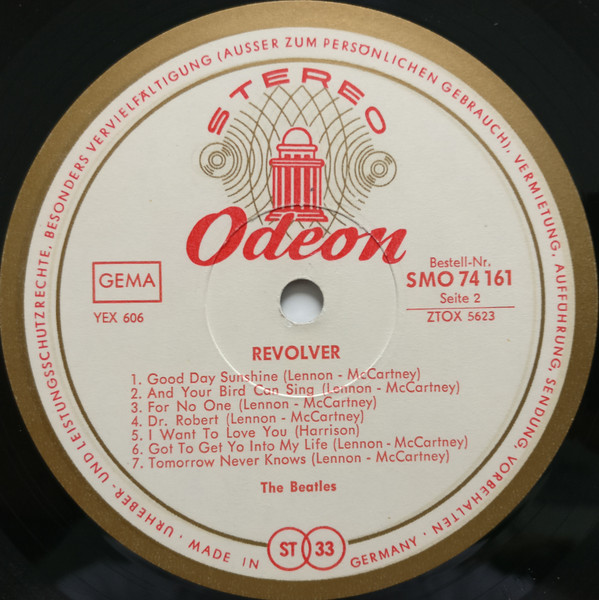 URHEBER- UND LEISTUNGSSCHUTZRECHTE, BESONDERS VERVIELFÄLTIGUNG (AUSSER ZUM PERSÖNLICHEN GEBRAUCH), VERMIETUNG, AUFFÜHRUNG, SENDUNG, VORBEHALTEN ·
STEREO
Odeon
GEMA
YEX 606
Bestell-Nr.
SMO 74 161
Seite 2
ZTOX 5623
REVOLVER
1. Good Day Sunshine (Lennon - McCartney)
2. And Your Bird Can Sing (Lennon - McCartney)
3. For No One (Lennon - McCartney)
4. Dr. Robert (Lennon - McCartney)
5. I Want To Love You (Harrison)
6. Got To Get Yo Into My Life (Lennon - McCartney)
7. Tomorrow Never Knows (Lennon - McCartney)
The Beatles
MADE IN ST 33 GERMANY ·